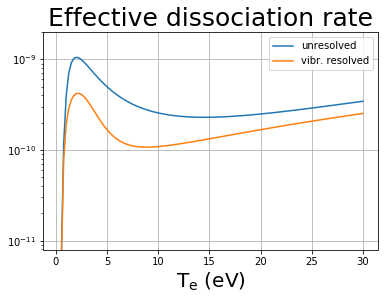 Effective dissociation rate
unresolved
vibr. resolved
10⁻⁹
10⁻¹⁰
10⁻¹¹
0 5 10 15 20 25 30
Tₑ (eV)